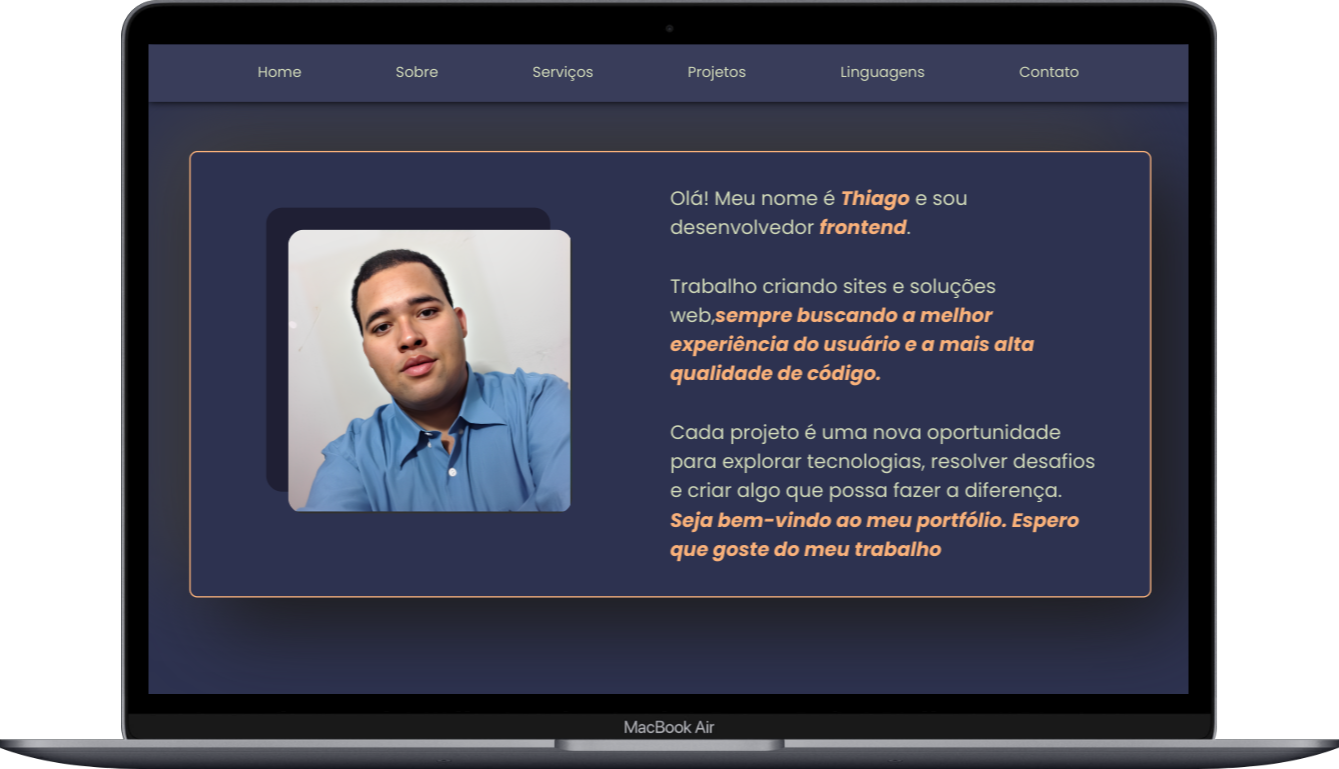 Home Sobre Serviços Projetos Linguagens Contato
Olá! Meu nome é Thiago e sou
desenvolvedor frontend.
Trabalho criando sites e soluções
web,sempre buscando a melhor
experiência do usuário e a mais alta
qualidade de código.
Cada projeto é uma nova oportunidade
para explorar tecnologias, resolver desafios
e criar algo que possa fazer a diferença.
Seja bem-vindo ao meu portfólio. Espero
que goste do meu trabalho
MacBook Air